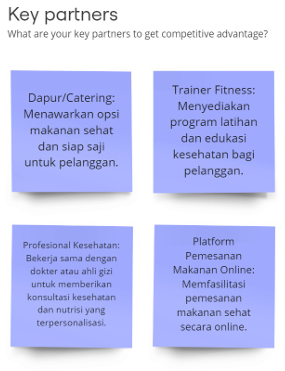 Key partners
What are your key partners to get competitive advantage?
Dapur/Catering:
Menawarkan opsi
makanan sehat
dan siap saji
untuk pelanggan.
Trainer Fitness:
Menyediakan
program latihan
dan edukasi
kesehatan bagi
pelanggan.
Profesional Kesehatan:
Bekerja sama dengan
dokter atau ahli gizi
untuk memberikan
konsultasi kesehatan
dan nutrisi yang
terpersonalisasi.
Platform
Pemesanan
Makanan Online:
Memfasilitasi
pemesanan
makanan sehat
secara online.